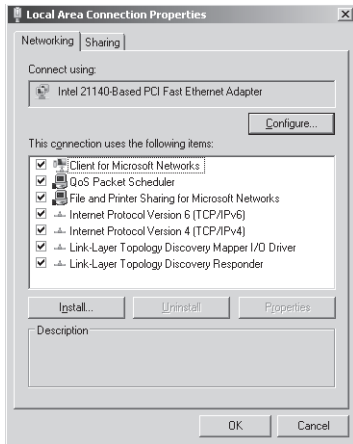 Local Area Connection Properties
Networking Sharing
Connect using:
Intel 21140-Based PCI Fast Ethernet Adapter
Configure...
This connection uses the following items:
Client for Microsoft Networks
QoS Packet Scheduler
File and Printer Sharing for Microsoft Networks
Internet Protocol Version 6 (TCP/IPv6)
Internet Protocol Version 4 (TCP/IPv4)
Link-Layer Topology Discovery Mapper I/O Driver
Link-Layer Topology Discovery Responder
Install... Uninstall Properties
Description
OK Cancel